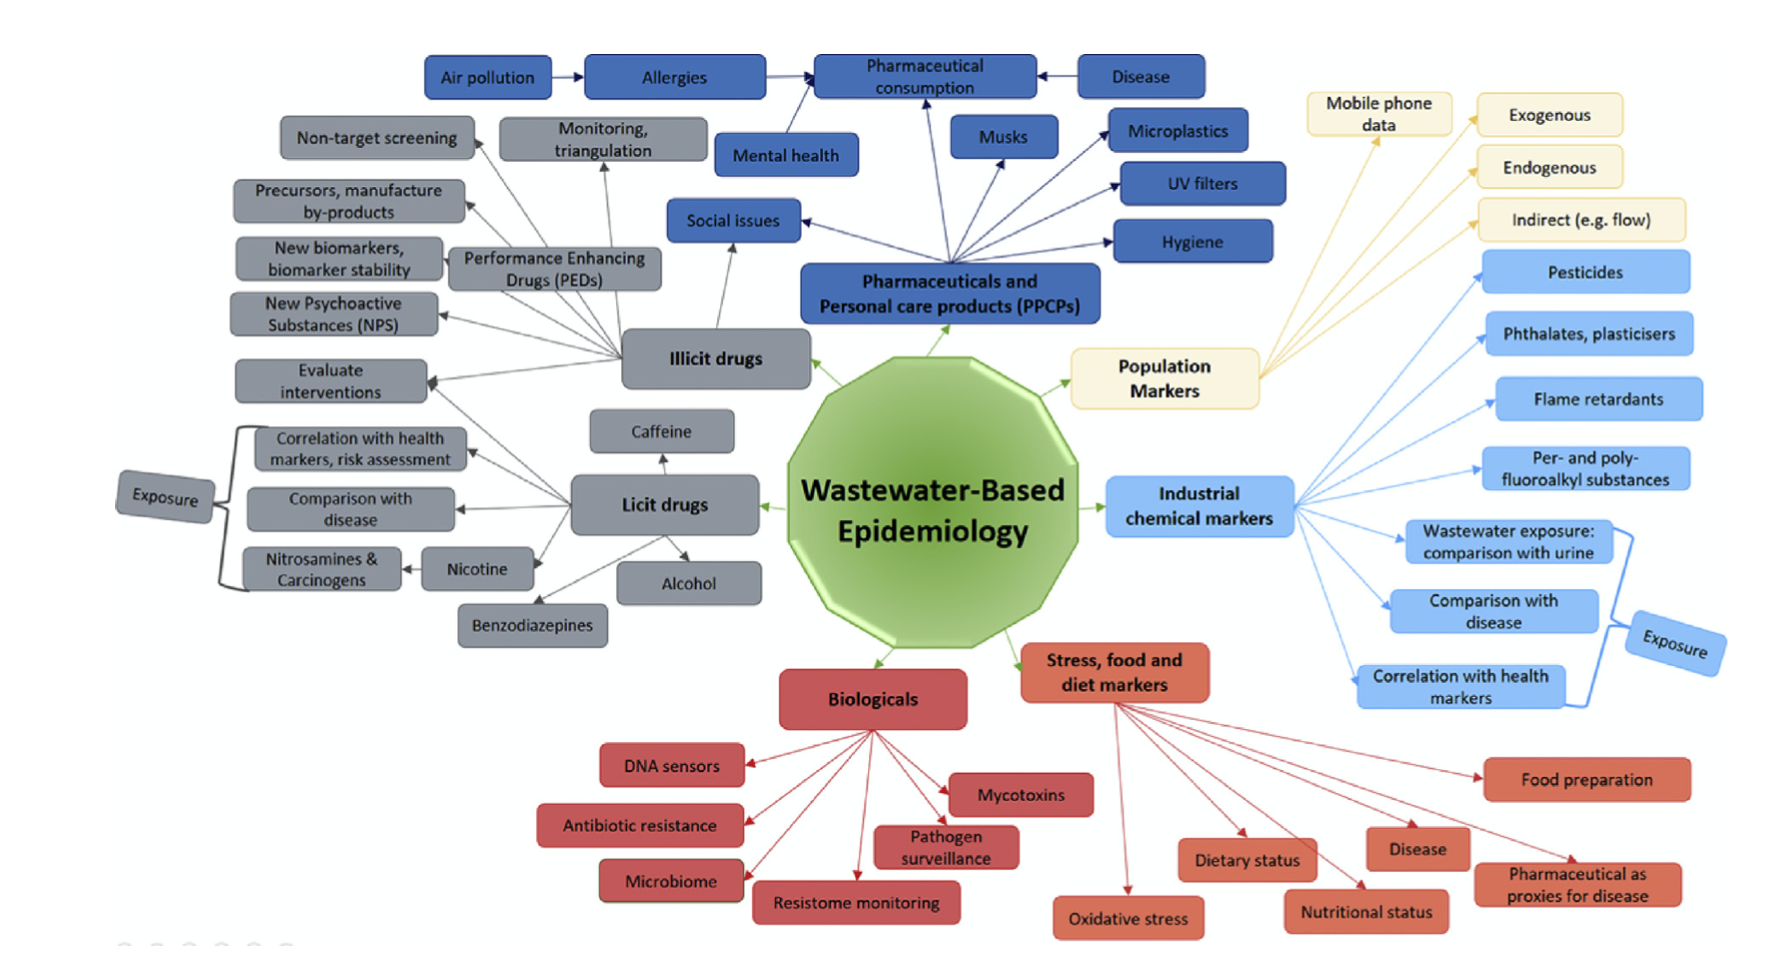 Air pollution
Allergies
Pharmaceutical
consumption
Disease
Non-target screening
Monitoring,
triangulation
Mental health
Musks
Microplastics
Mobile phone
data
Exogenous
Precursors, manufacture
by-products
Social issues
UV filters
Endogenous
New biomarkers,
biomarker stability
Performance Enhancing
Drugs (PEDs)
Hygiene
Indirect (e.g. flow)
New Psychoactive
Substances (NPS)
Pharmaceuticals and
Personal care products (PPCPs)
Pesticides
Illicit drugs
Population
Markers
Phthalates, plasticisers
Evaluate
interventions
Flame retardants
Caffeine
Correlation with health
markers, risk assessment
Per- and poly-
fluoroalkyl substances
Exposure
Comparison with
disease
Licit drugs
Wastewater-Based
Epidemiology
Industrial
chemical markers
Wastewater exposure:
comparison with urine
Nitrosamines &
Carcinogens
Nicotine
Alcohol
Comparison with
disease
Benzodiazepines
Exposure
Stress, food and
diet markers
Correlation with health
markers
Biologicals
DNA sensors
Mycotoxins
Food preparation
Antibiotic resistance
Pathogen
surveillance
Dietary status
Disease
Microbiome
Resistome monitoring
Pharmaceutical as
proxies for disease
Oxidative stress
Nutritional status